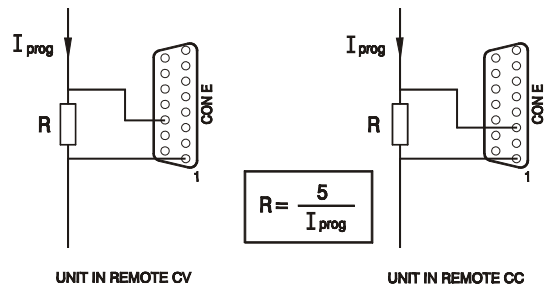 I prog
R
CON E
1
UNIT IN REMOTE CV
R = 5 / I prog
I prog
R
CON E
1
UNIT IN REMOTE CC